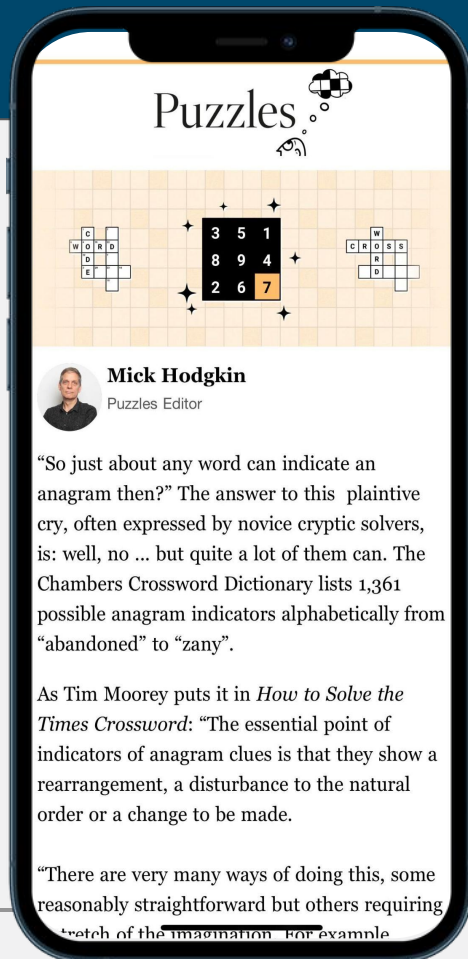 Puzzles
C
W O R D
D
E
3 5 1
8 9 4
2 6 7
W
C R O S S
R
D
Mick Hodgkin
Puzzles Editor
“So just about any word can indicate an
anagram then?” The answer to this plaintive
cry, often expressed by novice cryptic solvers,
is: well, no ... but quite a lot of them can. The
Chambers Crossword Dictionary lists 1,361
possible anagram indicators alphabetically from
“abandoned” to “zany”.
As Tim Moorey puts it in How to Solve the
Times Crossword: “The essential point of
indicators of anagram clues is that they show a
rearrangement, a disturbance to the natural
order or a change to be made.
“There are very many ways of doing this, some
reasonably straightforward but others requiring
of the imagination. For example